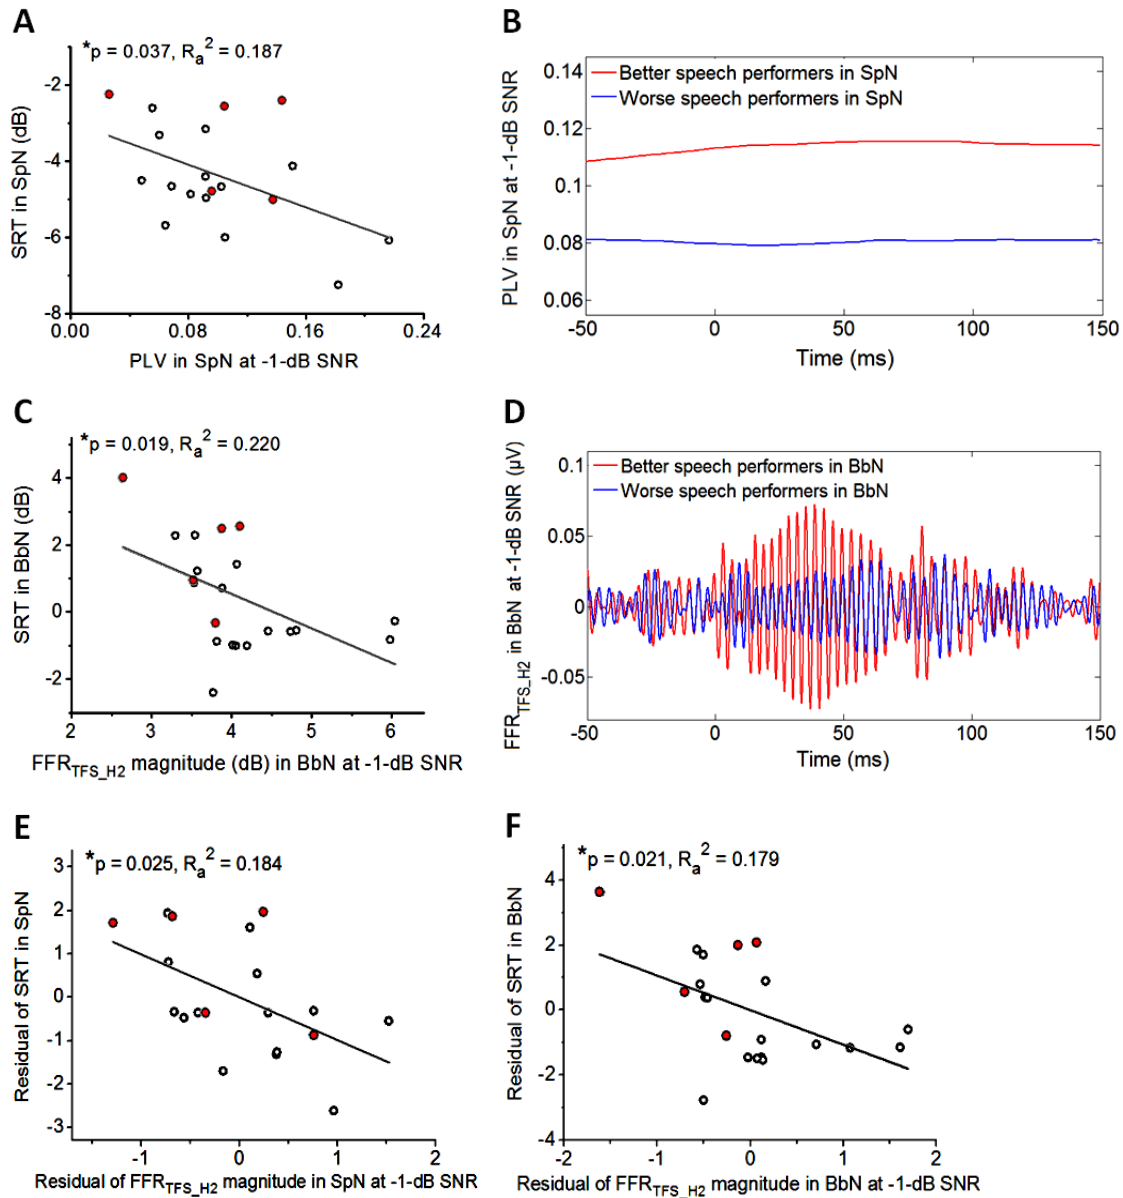 A
*p = 0.037, Ra2 = 0.187
SRT in SpN (dB)
-2
-4
-6
-8
0.00
0.08
0.16
0.24
PLV in SpN at -1-dB SNR
B
Better speech performers in SpN
Worse speech performers in SpN
PLV in SpN at -1-dB SNR
0.14
0.12
0.1
0.08
0.06
-50
0
50
100
150
Time (ms)
C
*p = 0.019, Ra2 = 0.220
SRT in BbN (dB)
4
2
0
-2
2
3
4
5
6
FFRTFS_H2 magnitude (dB) in BbN at -1-dB SNR
D
Better speech performers in BbN
Worse speech performers in BbN
FFRTFS_H2 in BbN at -1-dB SNR (µV)
0.1
0.05
0
-0.05
-50
0
50
100
150
Time (ms)
E
*p = 0.025, Ra2 = 0.184
Residual of SRT in SpN
3
2
1
0
-1
-2
-3
-1
0
1
2
Residual of FFRTFS_H2 magnitude in SpN at -1-dB SNR
F
*p = 0.021, Ra2 = 0.179
Residual of SRT in BbN
4
2
0
-2
-4
-2
-1
0
1
2
Residual of FFRTFS_H2 magnitude in BbN at -1-dB SNR